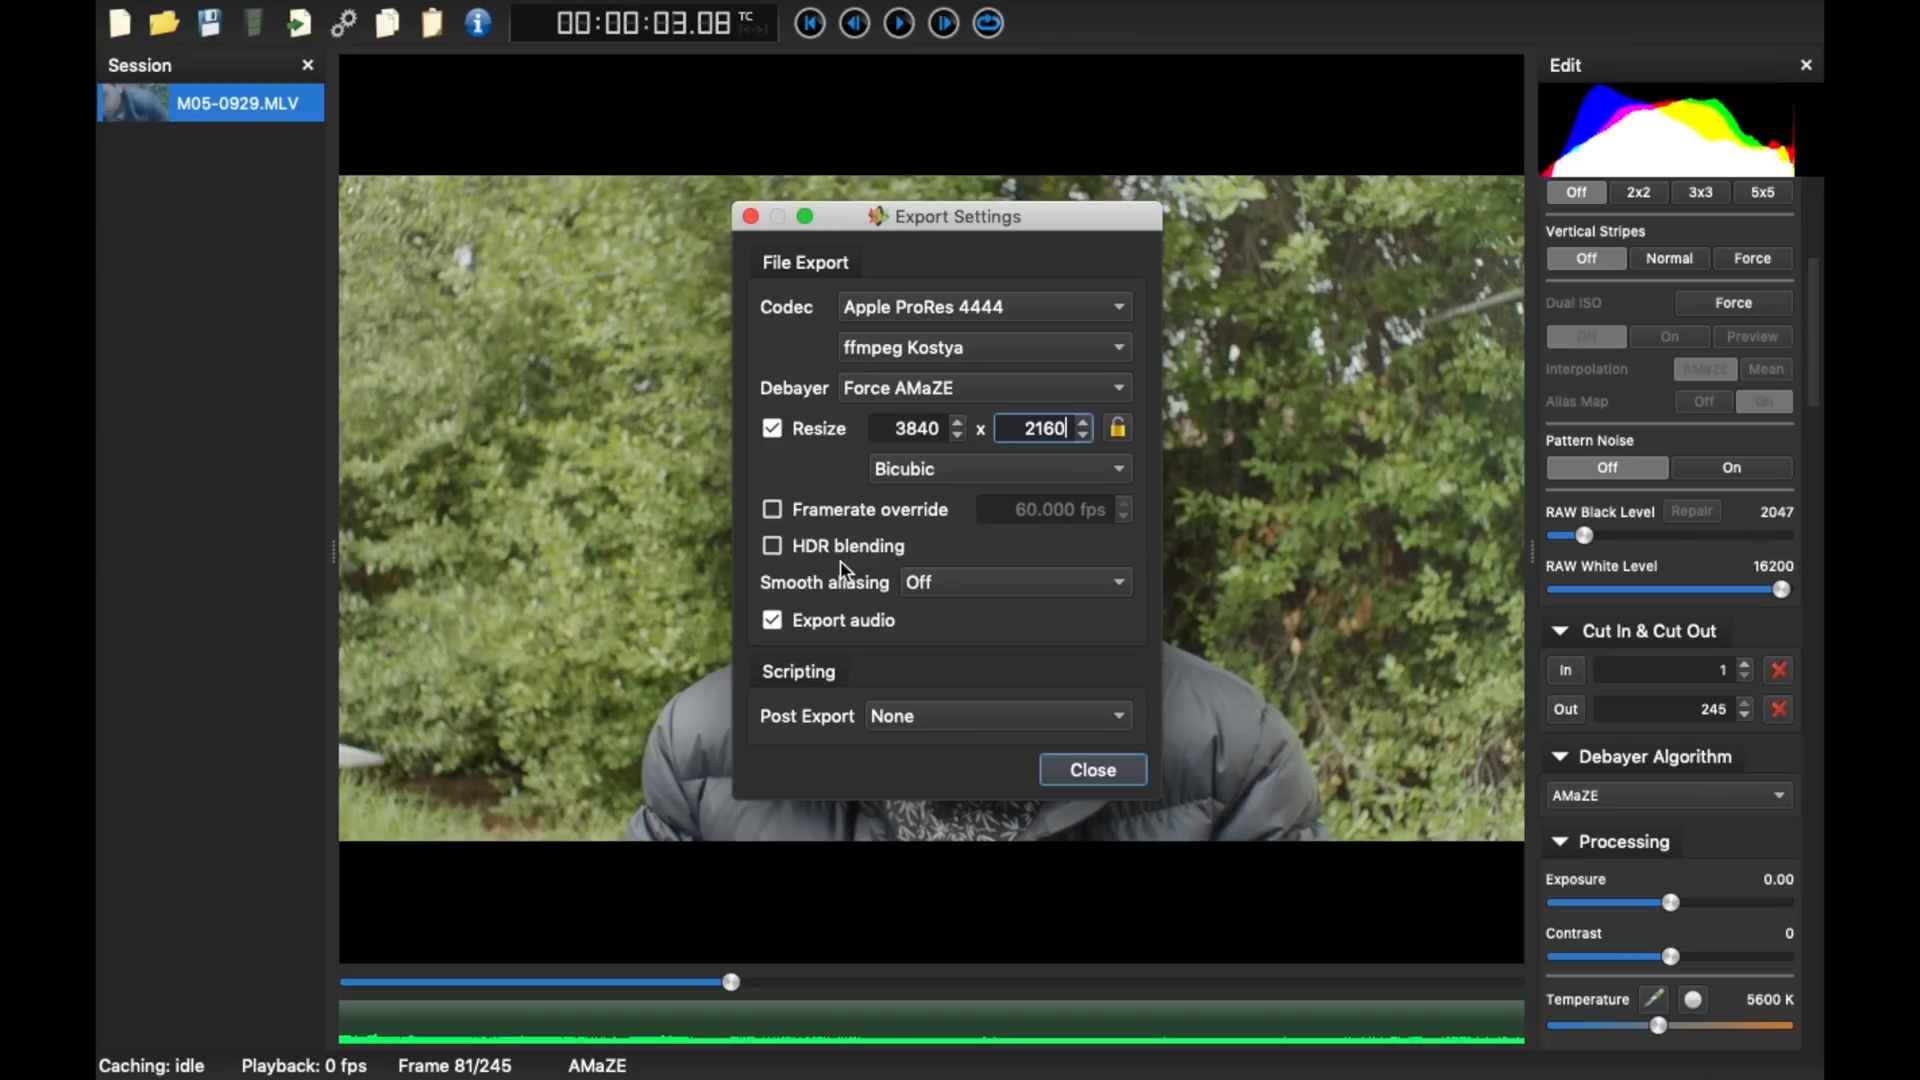 00:00:03.08 TC
Session
M05-0929.MLV
Export Settings
File Export
Codec Apple ProRes 4444
ffmpeg Kostya
Debayer Force AMaZE
Resize 3840 x 2160
Bicubic
Framerate override 60.000 fps
HDR blending
Smooth aliasing Off
Export audio
Scripting
Post Export None
Close
Edit
Off 2x2 3x3 5x5
Vertical Stripes
Off Normal Force
Dual ISO Force
Off On Preview
Interpolation AMaZE Mean
Alias Map Off On
Pattern Noise
Off On
RAW Black Level Repair 2047
RAW White Level 16200
Cut In & Cut Out
In 1
Out 245
Debayer Algorithm
AMaZE
Processing
Exposure 0.00
Contrast 0
Temperature 5600 K
Caching: idle Playback: 0 fps Frame 81/245 AMaZE